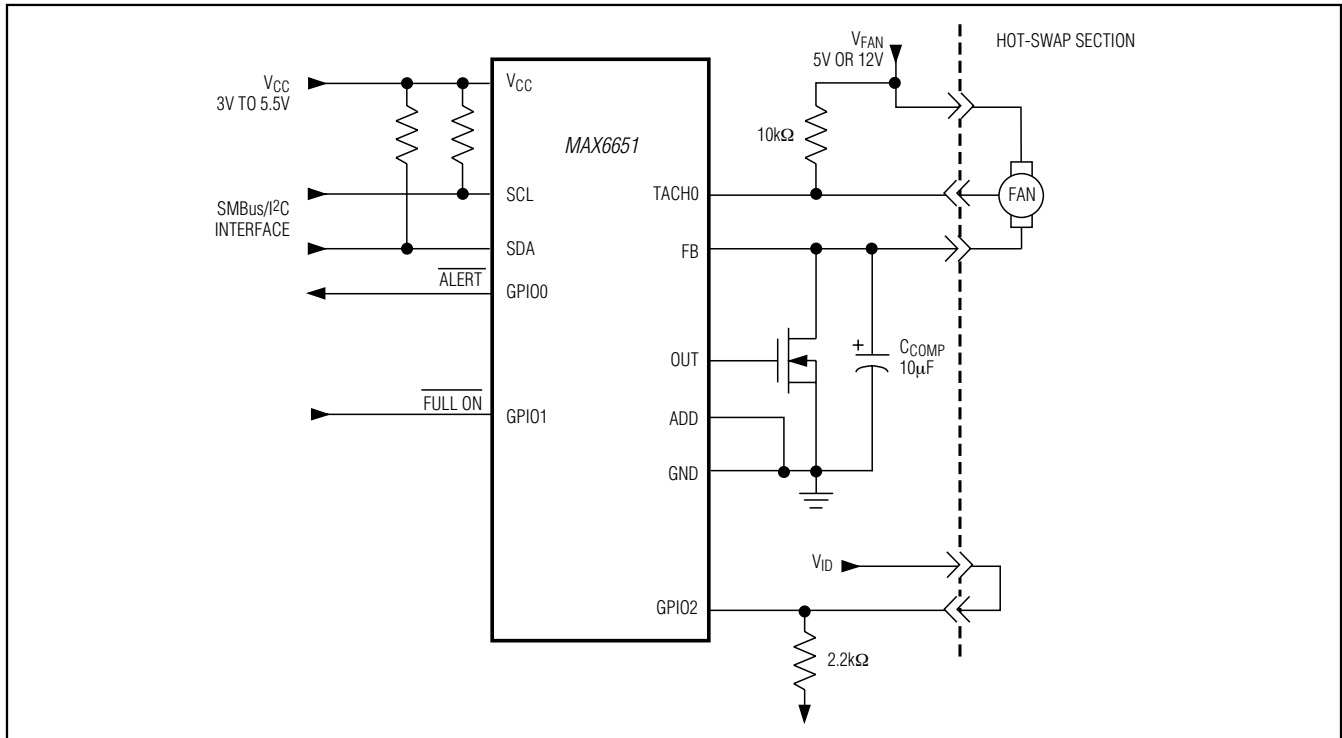 VFAN
5V OR 12V
HOT-SWAP SECTION
VCC
3V TO 5.5V
VCC
MAX6651
10kΩ
SCL
TACH0
FAN
SMBus/I2C
INTERFACE
SDA
FB
ALERT
GPIO0
OUT
+
CCOMP
10µF
FULL ON
GPIO1
ADD
GND
VID
GPIO2
2.2kΩ